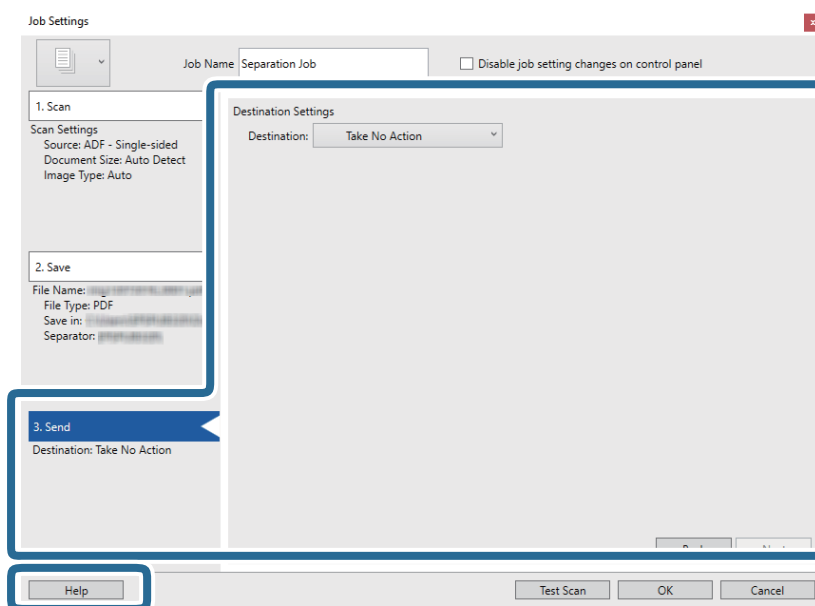 Job Settings
Job Name Separation Job
Disable job setting changes on control panel
1. Scan
Scan Settings
Source: ADF - Single-sided
Document Size: Auto Detect
Image Type: Auto
2. Save
File Name:
File Type: PDF
Save in:
Separator:
3. Send
Destination: Take No Action
Destination Settings
Destination: Take No Action
Help
Test Scan
OK
Cancel